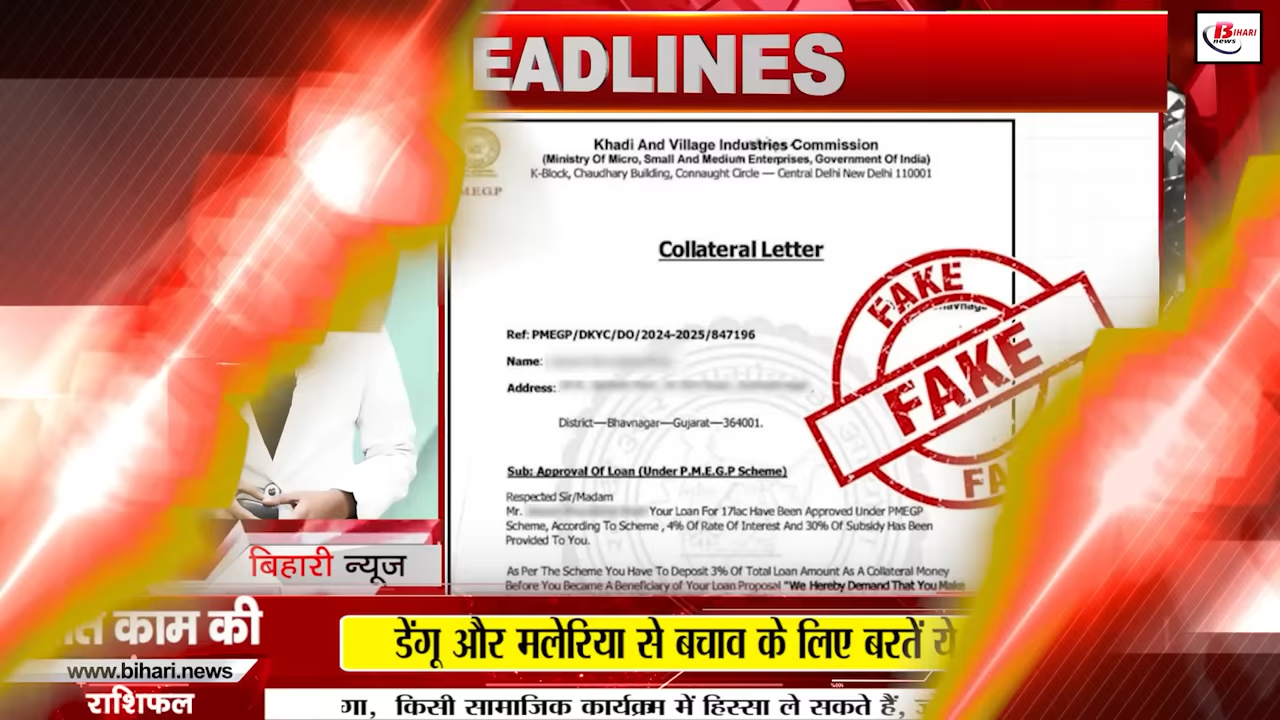 EADLINES
BIHARI
news
Khadi And Village Industries Commission
(Ministry Of Micro, Small And Medium Enterprises, Government Of India)
K-Block, Chaudhary Building, Connaught Circle — Central Delhi New Delhi 110001
MEGP
Collateral Letter
FAKE
FAKE
FA
Ref: PMEGP/DKYC/DO/2024-2025/847196
Name:
Address:
District—Bhavnagar—Gujarat—364001.
Sub: Approval Of Loan (Under P.M.E.G.P Scheme)
Respected Sir/Madam
Mr. Your Loan For 17lac Have Been Approved Under PMEGP
Scheme, According To Scheme , 4% Of Rate Of Interest And 30% Of Subsidy Has Been
Provided To You.
As Per The Scheme You Have To Deposit 3% Of Total Loan Amount As A Collateral Money
Before You Became A Beneficiary of Your Loan Proposal "We Hereby Demand That You Make
बिहारी न्यूज
काम की
डेंगू और मलेरिया से बचाव के लिए बरतें ये
www.bihari.news
राशिफल
गा, किसी सामाजिक कार्यक्रम में हिस्सा ले सकते हैं,